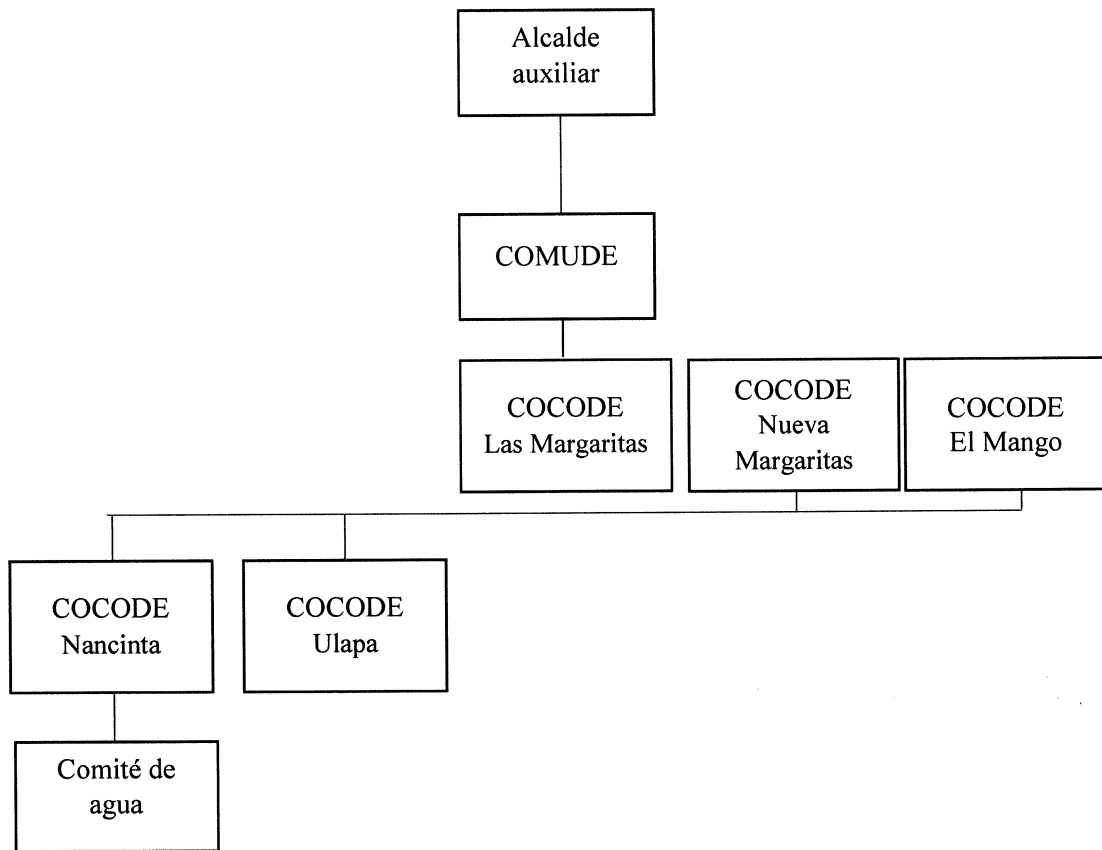 Alcalde
auxiliar
COMUDE
COCODE
Las Margaritas
COCODE
Nueva
Margaritas
COCODE
El Mango
COCODE
Nancinta
COCODE
Ulapa
Comité de
agua